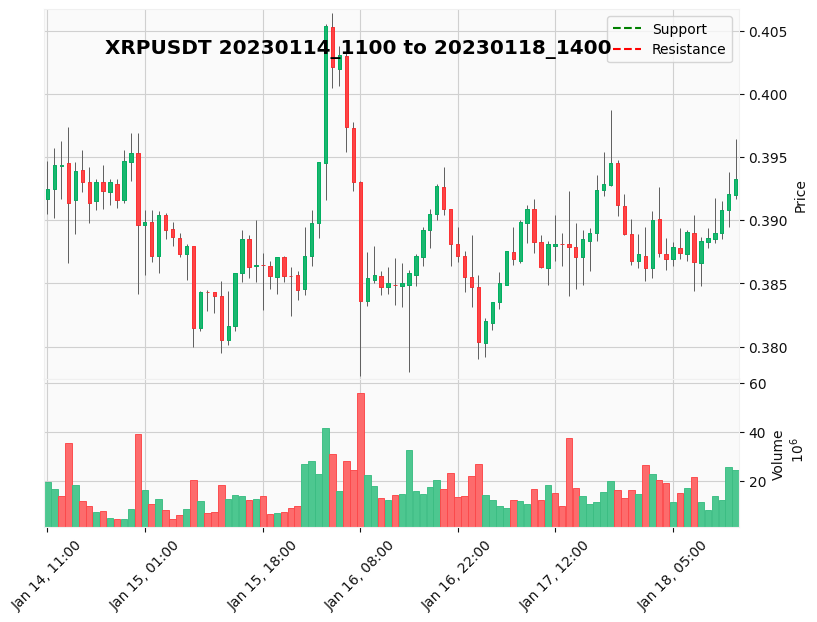 XRPUSDT 20230114_1100 to 20230118_1400
Support
Resistance
0.405
0.400
0.395
0.390
0.385
0.380
Price
60
40
20
Volume
10^6
Jan 14, 11:00
Jan 15, 01:00
Jan 15, 18:00
Jan 16, 08:00
Jan 16, 22:00
Jan 17, 12:00
Jan 18, 05:00